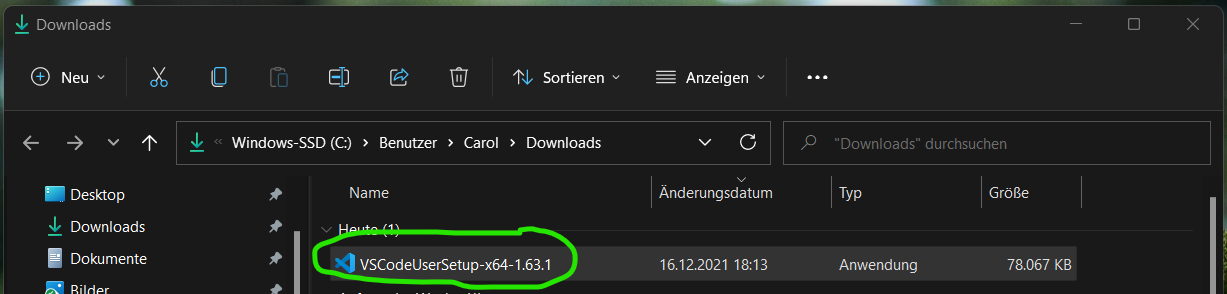 Downloads
Neu
Sortieren
Anzeigen
Windows-SSD (C:) > Benutzer > Carol > Downloads
"Downloads" durchsuchen
Desktop
Downloads
Dokumente
Bilder
Name Änderungsdatum Typ Größe
Heute (1)
VSCodeUserSetup-x64-1.63.1 16.12.2021 18:13 Anwendung 78.067 KB